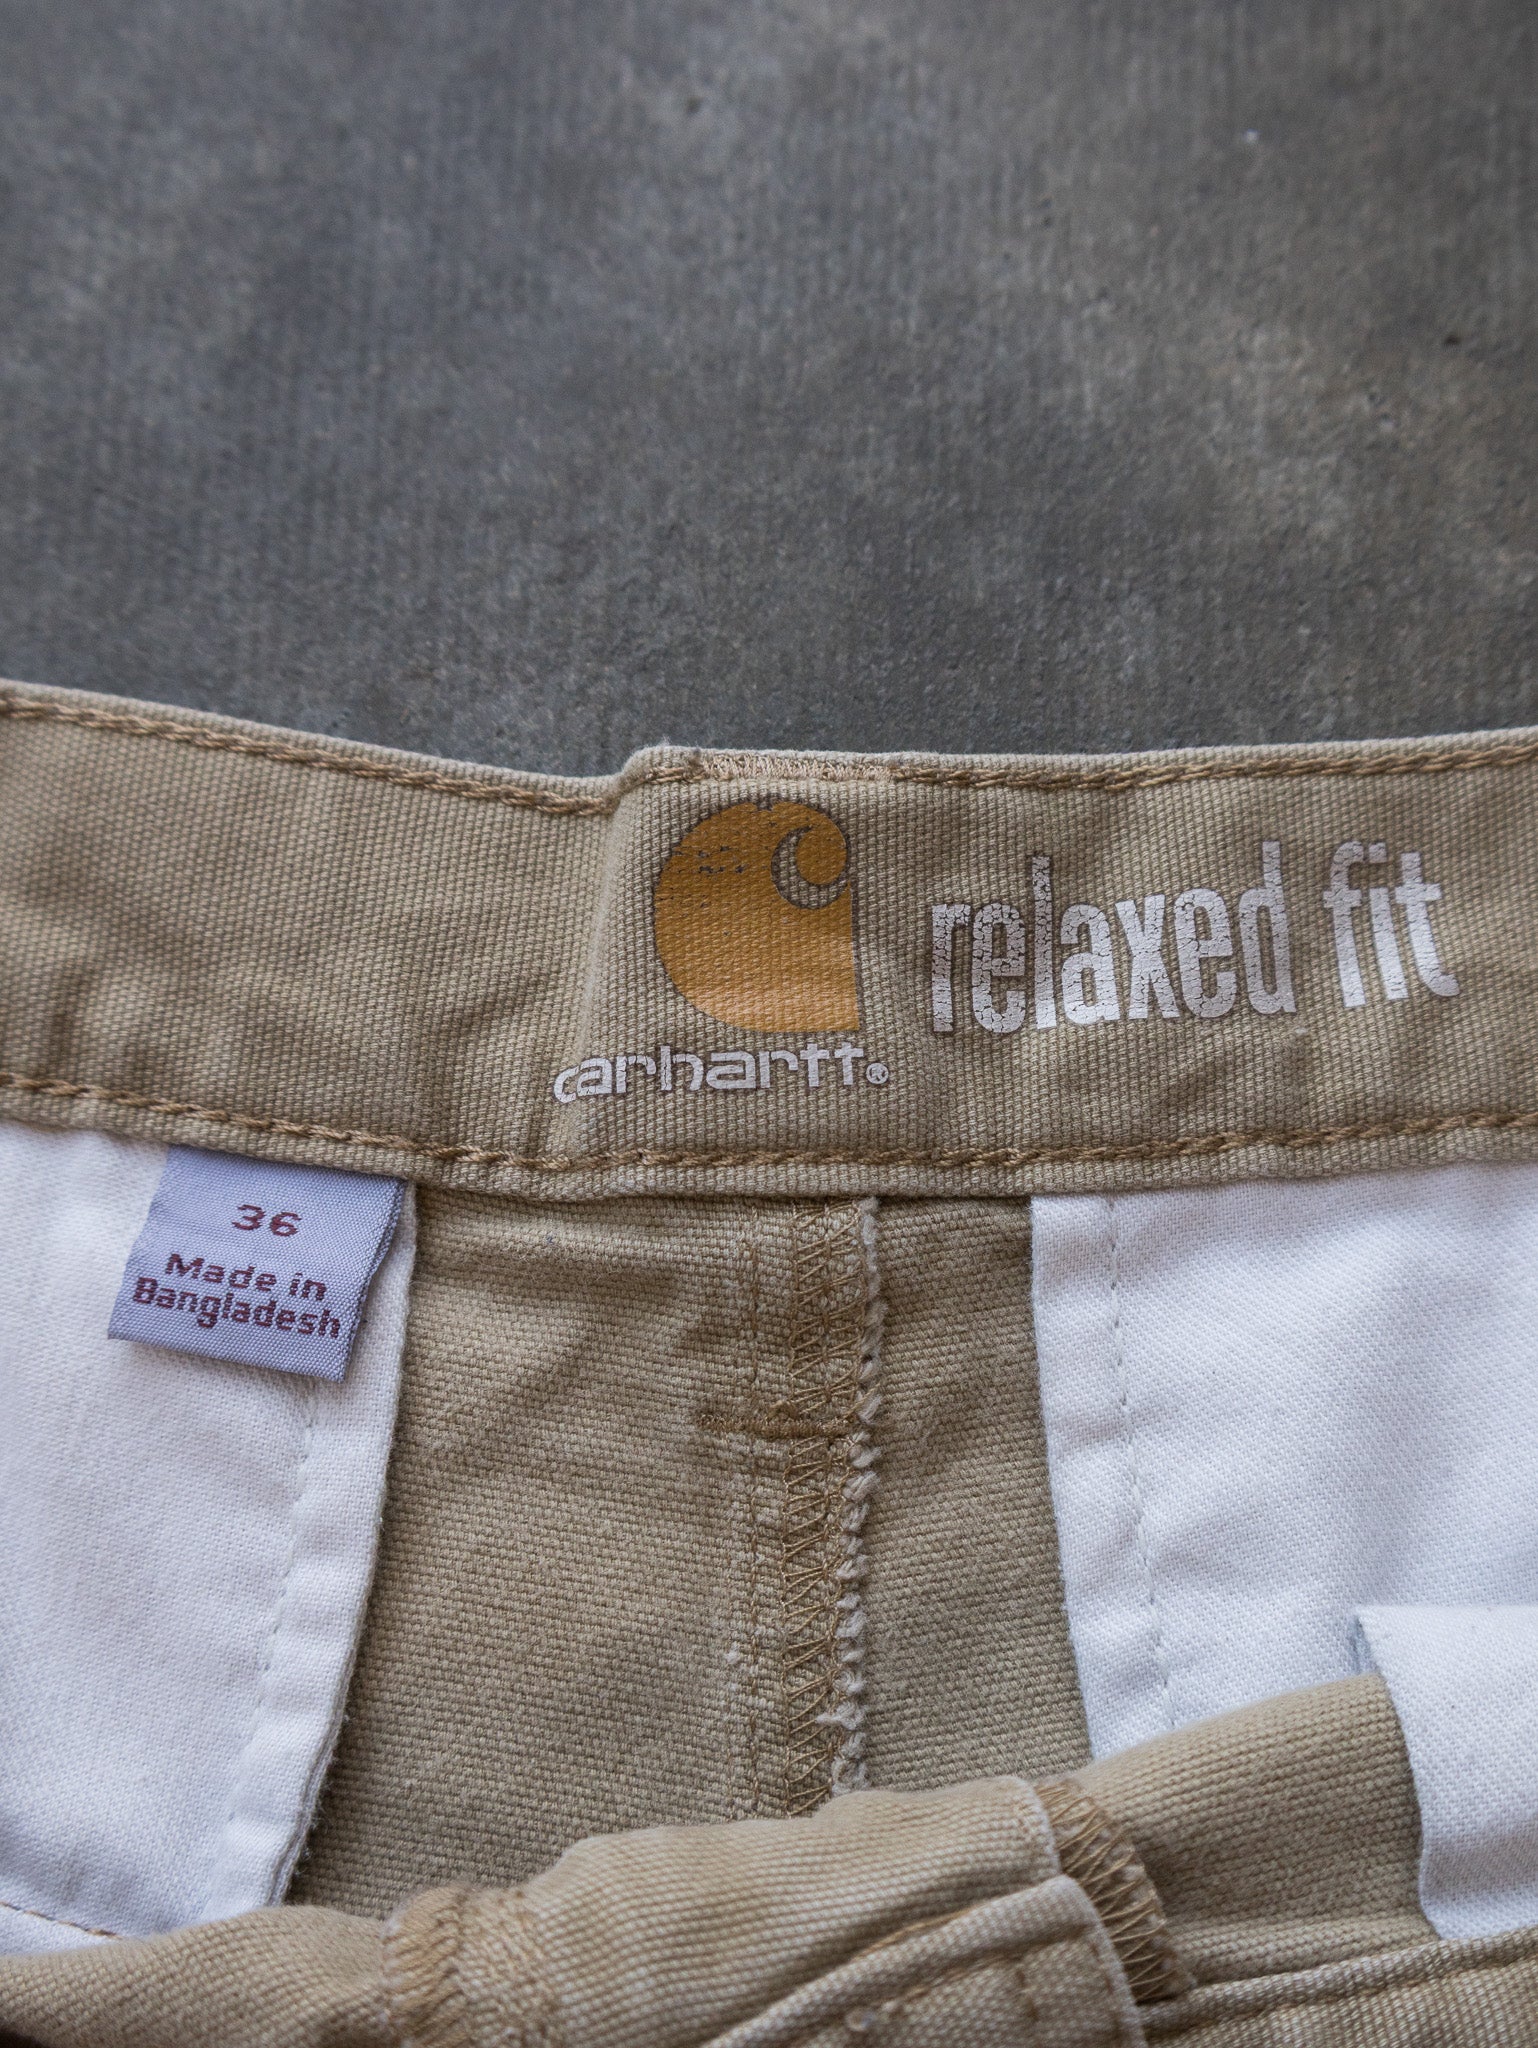 relaxed fit
carhartt®
36
Made in
Bangladesh